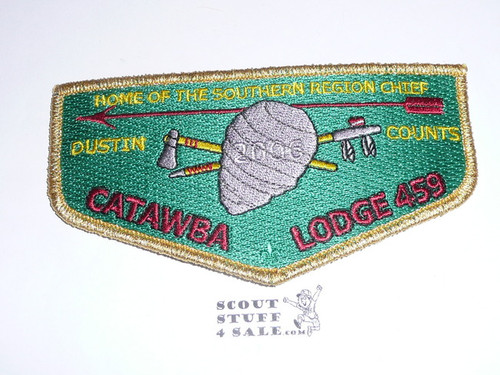 HOME OF THE SOUTHERN REGION CHIEF
DUSTIN COUNTS
2006
CATAWBA LODGE 459
SCOUT
STUFF
4 SALE.com